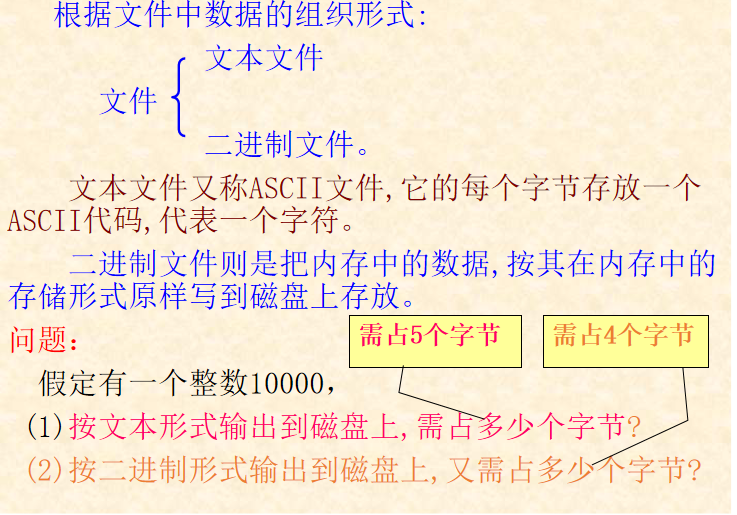 根据文件中数据的组织形式:
文本文件
文件
二进制文件。
文本文件又称ASCII文件,它的每个字节存放一个
ASCII代码,代表一个字符。
二进制文件则是把内存中的数据,按其在内存中的
存储形式原样写到磁盘上存放。
问题:
需占5个字节
需占4个字节
假定有一个整数10000,
(1)按文本形式输出到磁盘上,需占多少个字节?
(2)按二进制形式输出到磁盘上,又需占多少个字节?